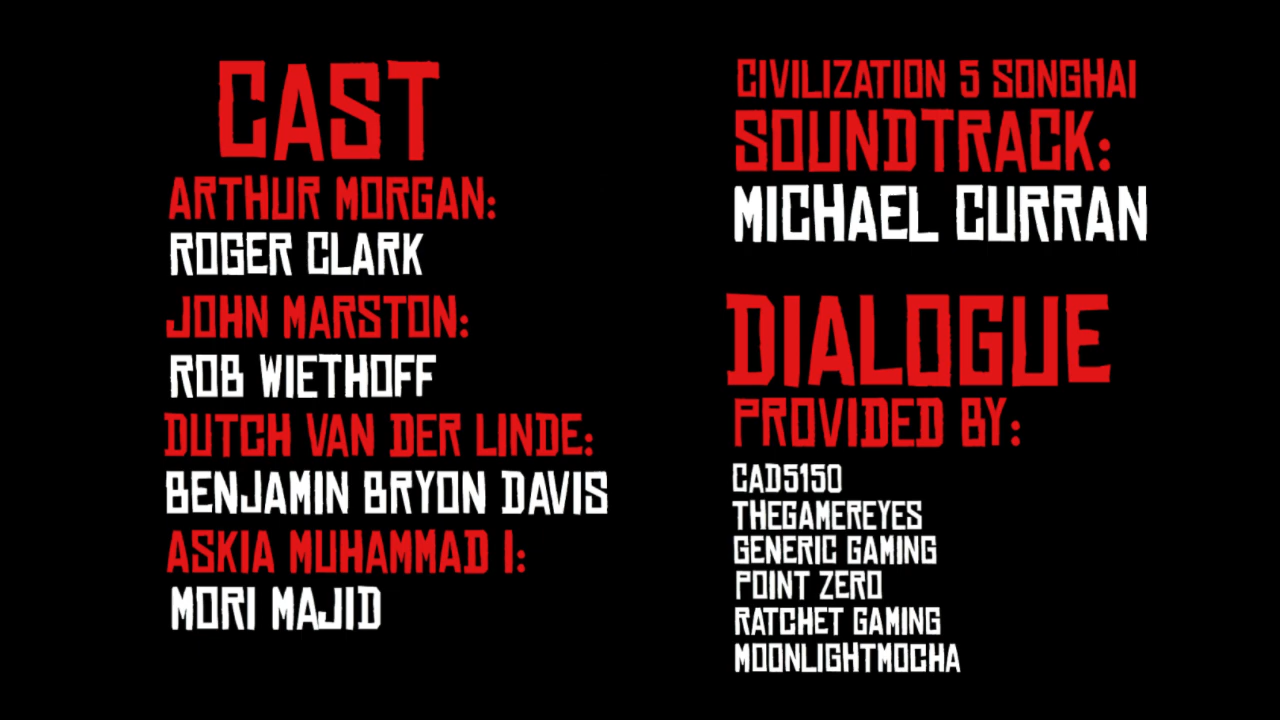 CAST
ARTHUR MORGAN:
ROGER CLARK
JOHN MARSTON:
ROB WIETHOFF
DUTCH VAN DER LINDE:
BENJAMIN BRYON DAVIS
ASKIA MUHAMMAD I:
MORI MAJID
CIVILIZATION 5 SONGHAI
SOUNDTRACK:
MICHAEL CURRAN
DIALOGUE
PROVIDED BY:
CAD5150
THEGAMEREYES
GENERIC GAMING
POINT ZERO
RATCHET GAMING
MOONLIGHTMOCHA